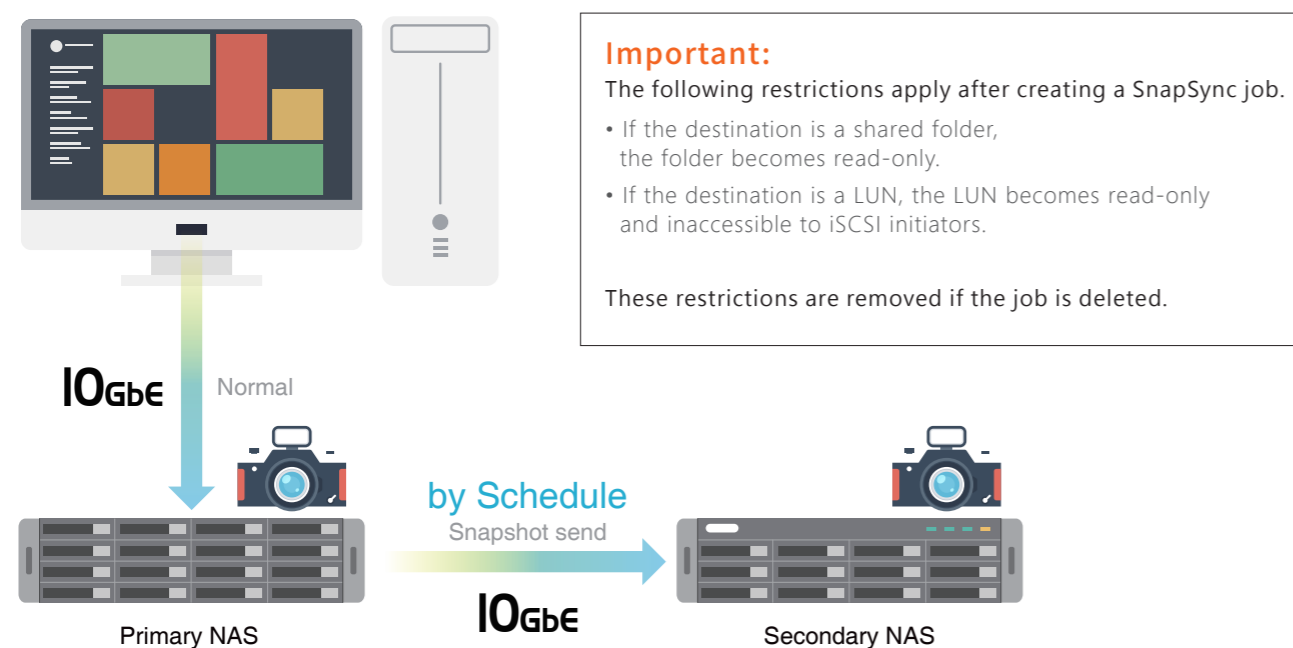 Important:
The following restrictions apply after creating a SnapSync job.
• If the destination is a shared folder,
the folder becomes read-only.
• If the destination is a LUN, the LUN becomes read-only
and inaccessible to iSCSI initiators.
These restrictions are removed if the job is deleted.
10GbE
Normal
by Schedule
Snapshot send
10GbE
Primary NAS
Secondary NAS